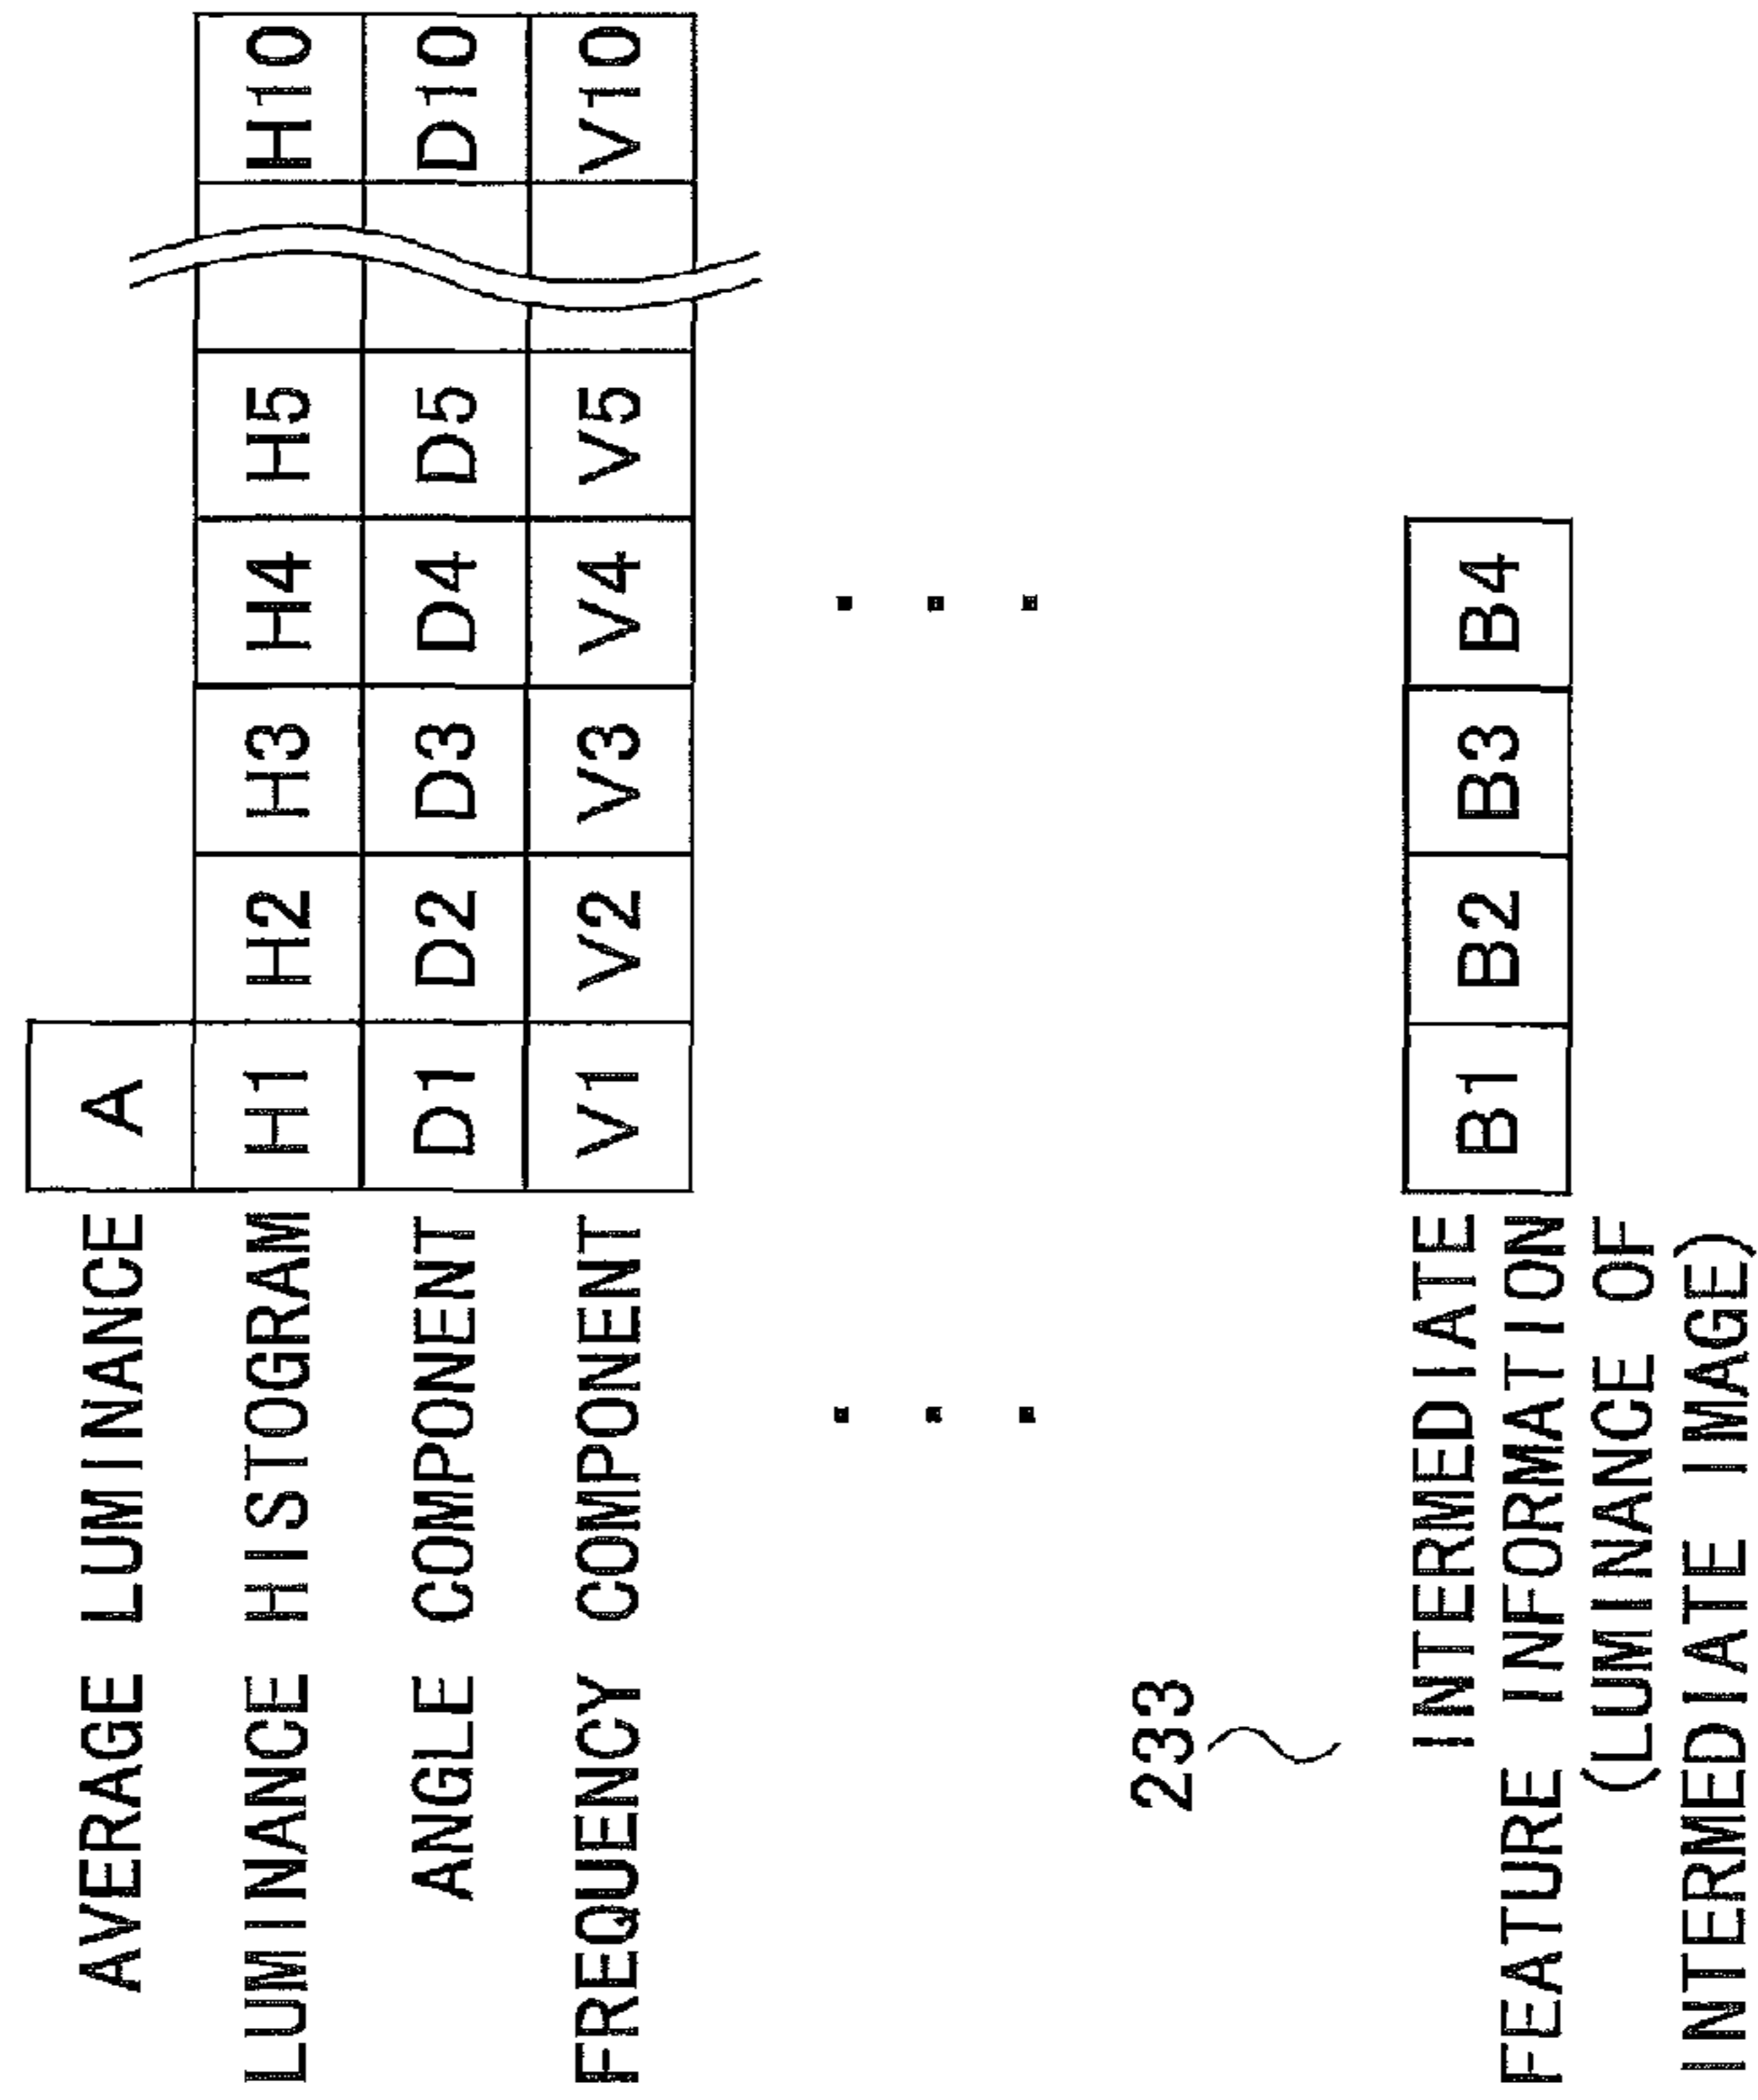 AVERAGE LUMINANCE A
LUMINANCE HISTOGRAM H1 H2 H3 H4 H5 H10
ANGLE COMPONENT D1 D2 D3 D4 D5 D10
FREQUENCY COMPONENT V1 V2 V3 V4 V5 V10
233
INTERMEDIATE
FEATURE INFORMATION B1 B2 B3 B4
(LUMINANCE OF
INTERMEDIATE IMAGE)